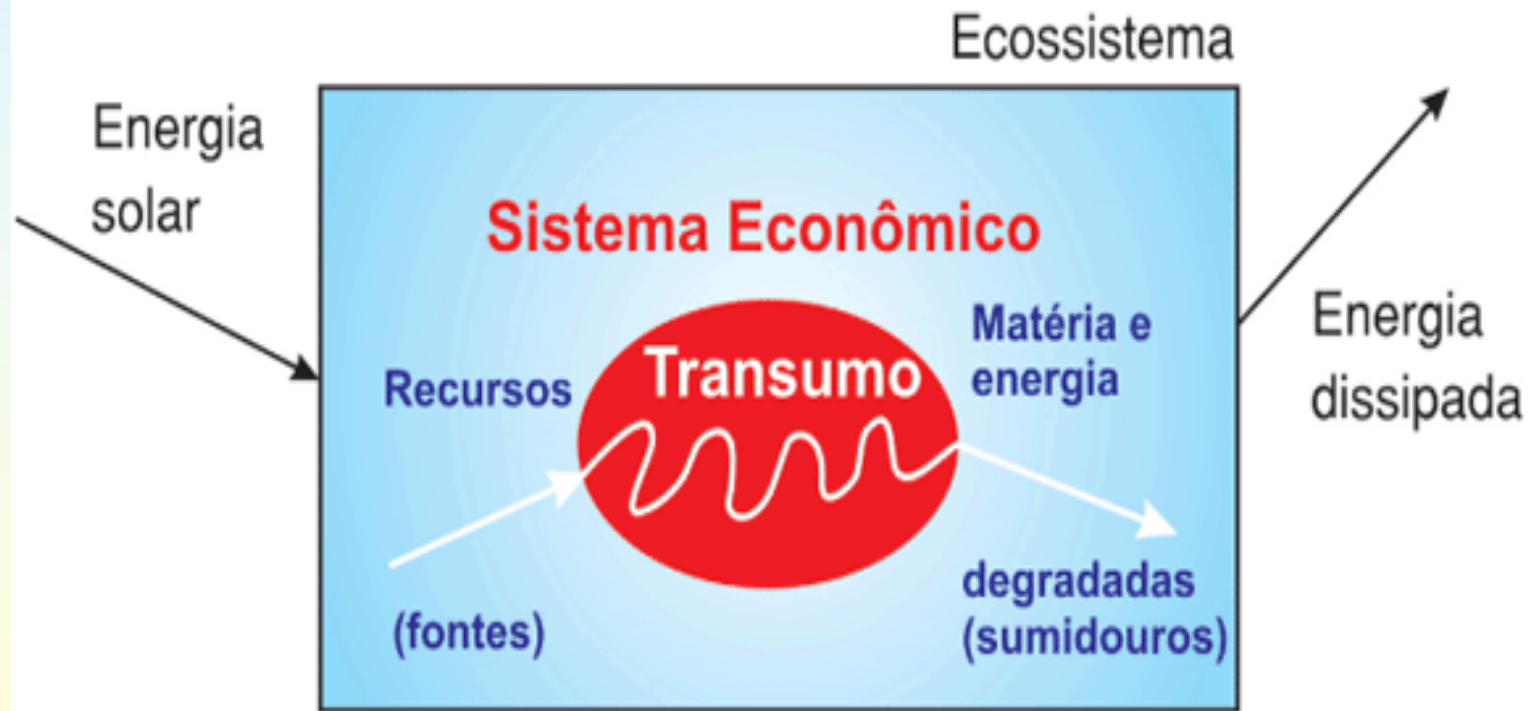 Ecossistema
Energia
solar
Sistema Econômico
Recursos
(fontes)
Transumo
Matéria e
energia
degradadas
(sumidouros)
Energia
dissipada